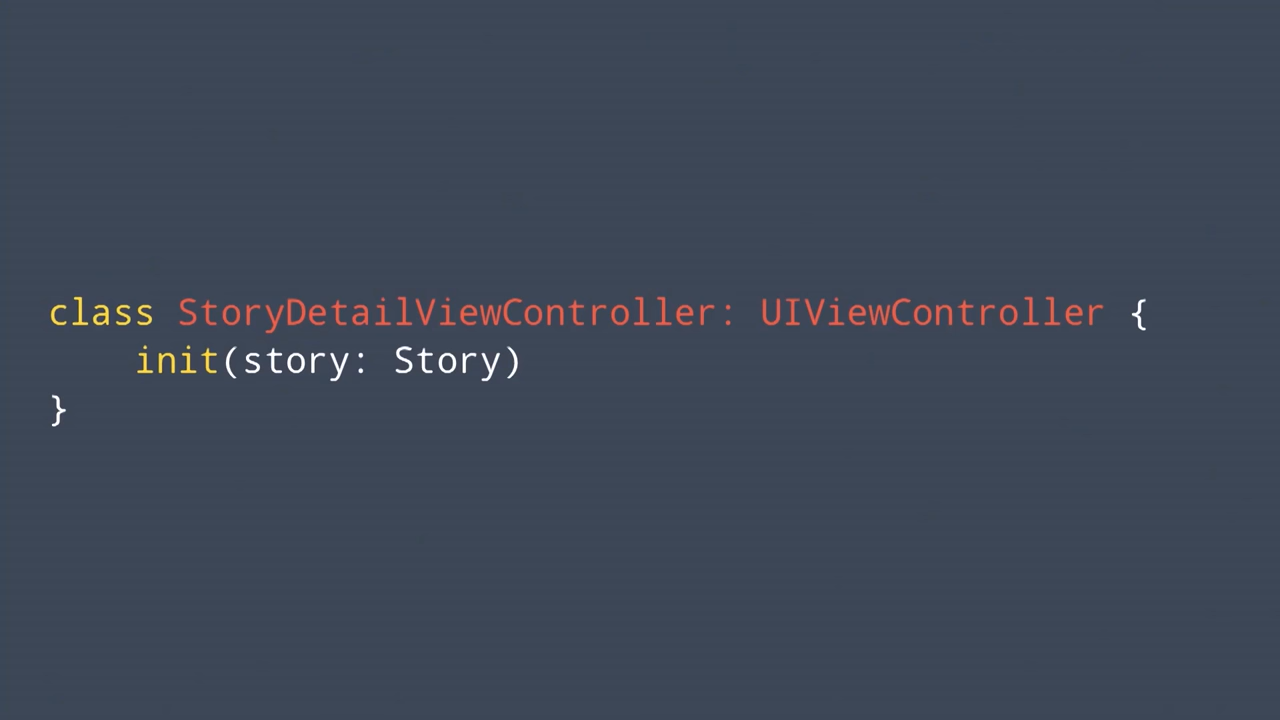 class StoryDetailViewController: UIViewController {
    init(story: Story)
}